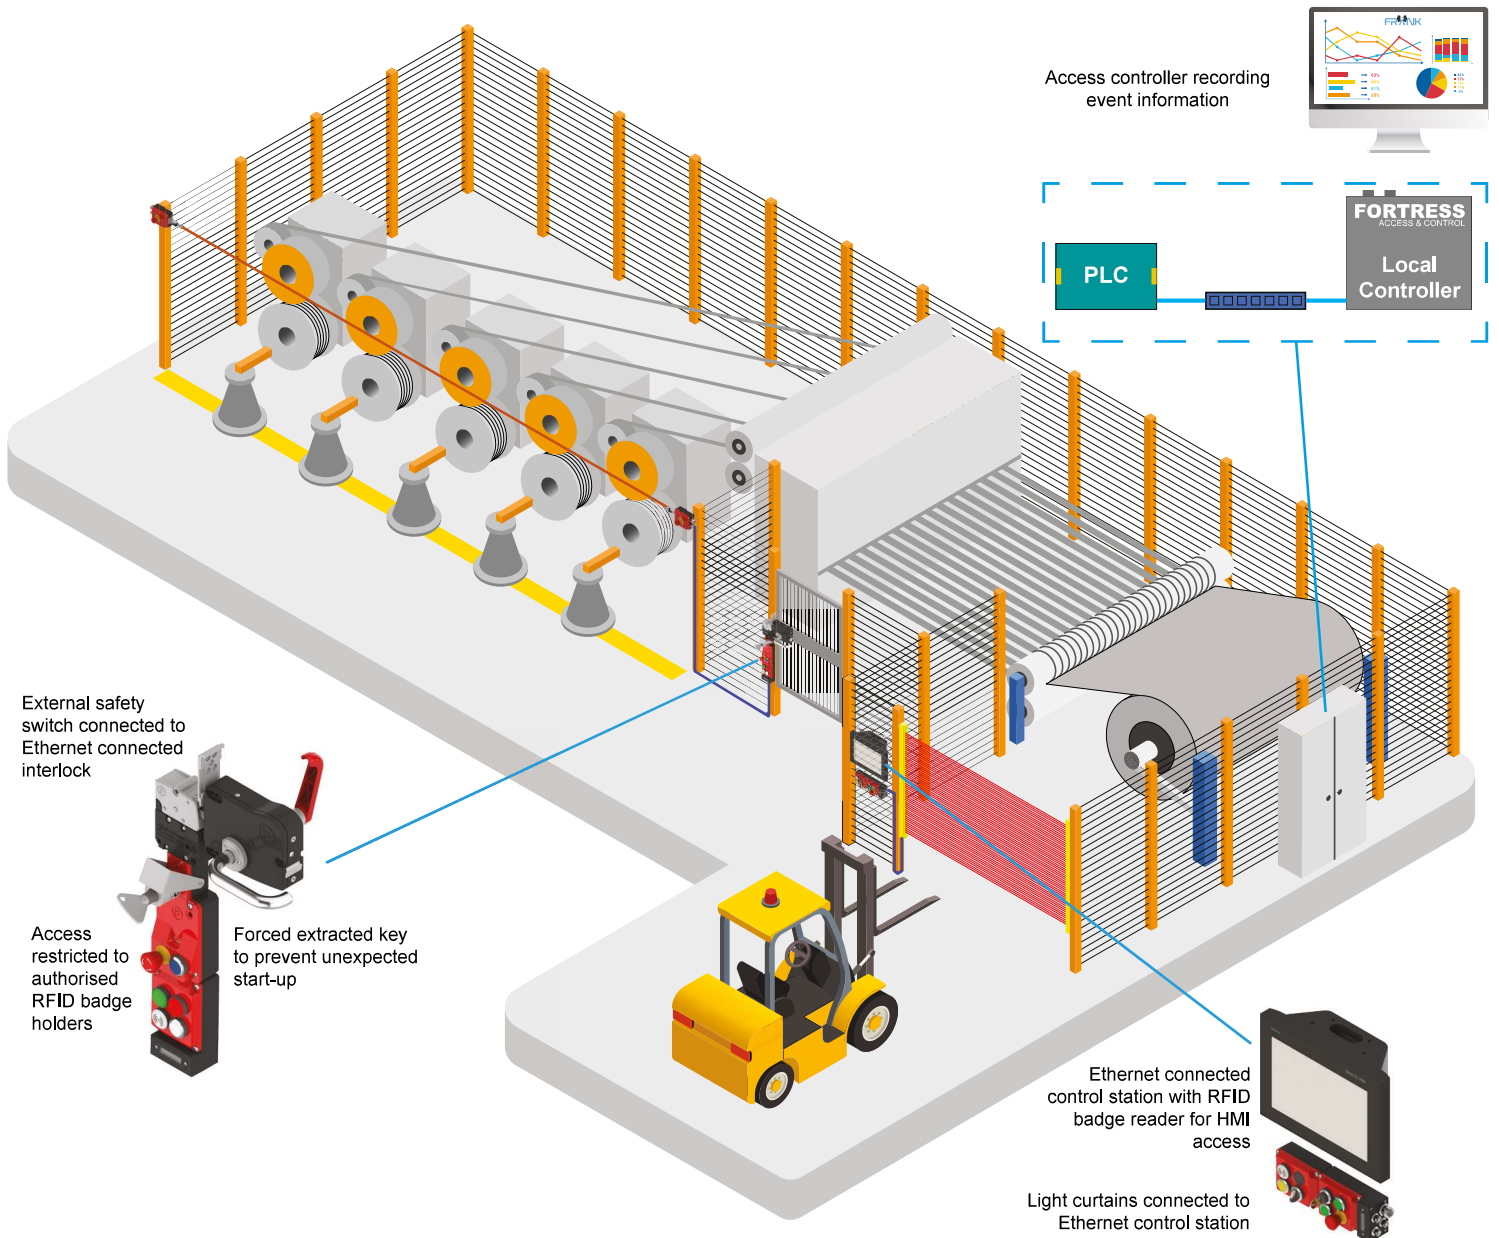 FRANK
Access controller recording
event information
FORTRESS
ACCESS & CONTROL
PLC
Local
Controller
External safety
switch connected to
Ethernet connected
interlock
Access
restricted to
authorised
RFID badge
holders
Forced extracted key
to prevent unexpected
start-up
Ethernet connected
control station with RFID
badge reader for HMI
access
Light curtains connected to
Ethernet control station